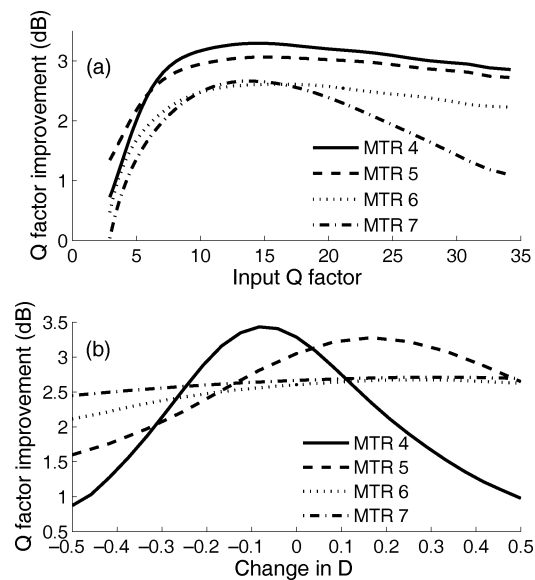 Q factor improvement (dB)
3
2
1
0
(a)
MTR 4
MTR 5
MTR 6
MTR 7
0 5 10 15 20 25 30 35
Input Q factor
Q factor improvement (dB)
3.5
3
2.5
2
1.5
1
0.5
(b)
MTR 4
MTR 5
MTR 6
MTR 7
−0.5 −0.4 −0.3 −0.2 −0.1 0 0.1 0.2 0.3 0.4 0.5
Change in D